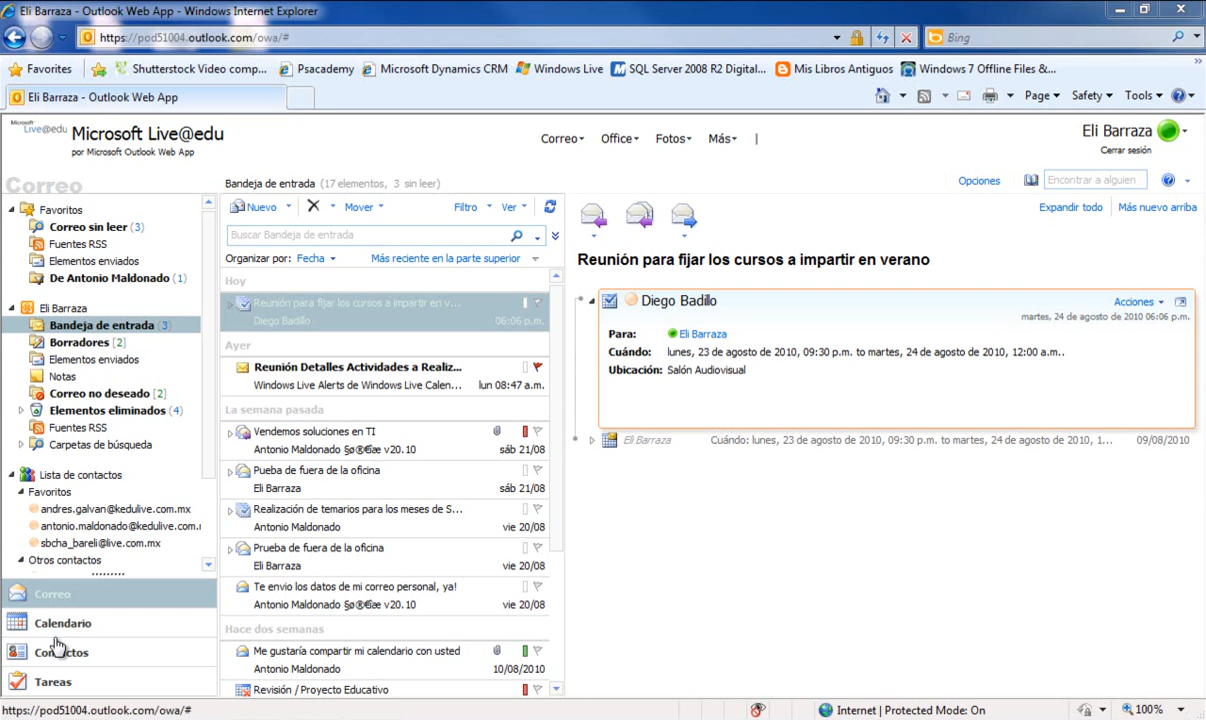 Eli Barraza - Outlook Web App - Windows Internet Explorer
https://pod51004.outlook.com/owa/#
Bing
Favorites
Shutterstock Video comp...
Psacademy
Microsoft Dynamics CRM
Windows Live
SQL Server 2008 R2 Digital...
Mis Libros Antiguos
Windows 7 Offline Files &...
Eli Barraza - Outlook Web App
Page
Safety
Tools
Microsoft
Live@edu
Microsoft Live@edu
por Microsoft Outlook Web App
Correo
Office
Fotos
Más
|
Eli Barraza
Cerrar sesión
Correo
Bandeja de entrada (17 elementos, 3 sin leer)
Opciones
Encontrar a alguien
Favoritos
Correo sin leer (3)
Fuentes RSS
Elementos enviados
De Antonio Maldonado (1)
Eli Barraza
Bandeja de entrada (3)
Borradores [2]
Elementos enviados
Notas
Correo no deseado [2]
Elementos eliminados (4)
Fuentes RSS
Carpetas de búsqueda
Lista de contactos
Favoritos
andres.galvan@kedulive.com.mx
antonio.maldonado@kedulive.com.m
sbcha_bareli@live.com.mx
Otros contactos
Correo
Calendario
Contactos
Tareas
Nuevo
Mover
Filtro
Ver
Buscar Bandeja de entrada
Organizar por: Fecha
Más reciente en la parte superior
Hoy
Reunión para fijar los cursos a impartir en v...
Diego Badillo 06:06 p.m.
Ayer
Reunión Detalles Actividades a Realiz...
Windows Live Alerts de Windows Live Calen... lun 08:47 a.m.
La semana pasada
Vendemos soluciones en TI
Antonio Maldonado §ø®€æ v20.10 sáb 21/08
Pueba de fuera de la oficina
Eli Barraza sáb 21/08
Realización de temarios para los meses de S...
Antonio Maldonado vie 20/08
Prueba de fuera de la oficina
Eli Barraza vie 20/08
Te envio los datos de mi correo personal, ya!
Antonio Maldonado §ø®€æ v20.10 vie 20/08
Hace dos semanas
Me gustaría compartir mi calendario con usted
Antonio Maldonado 10/08/2010
Revisión / Proyecto Educativo
Expandir todo
Más nuevo arriba
Reunión para fijar los cursos a impartir en verano
Diego Badillo
Acciones
martes, 24 de agosto de 2010 06:06 p.m.
Para: Eli Barraza
Cuándo: lunes, 23 de agosto de 2010, 09:30 p.m. to martes, 24 de agosto de 2010, 12:00 a.m..
Ubicación: Salón Audiovisual
Eli Barraza Cuándo: lunes, 23 de agosto de 2010, 09:30 p.m. to martes, 24 de agosto de 2010, 1... 09/08/2010
https://pod51004.outlook.com/owa/#
Internet | Protected Mode: On
100%